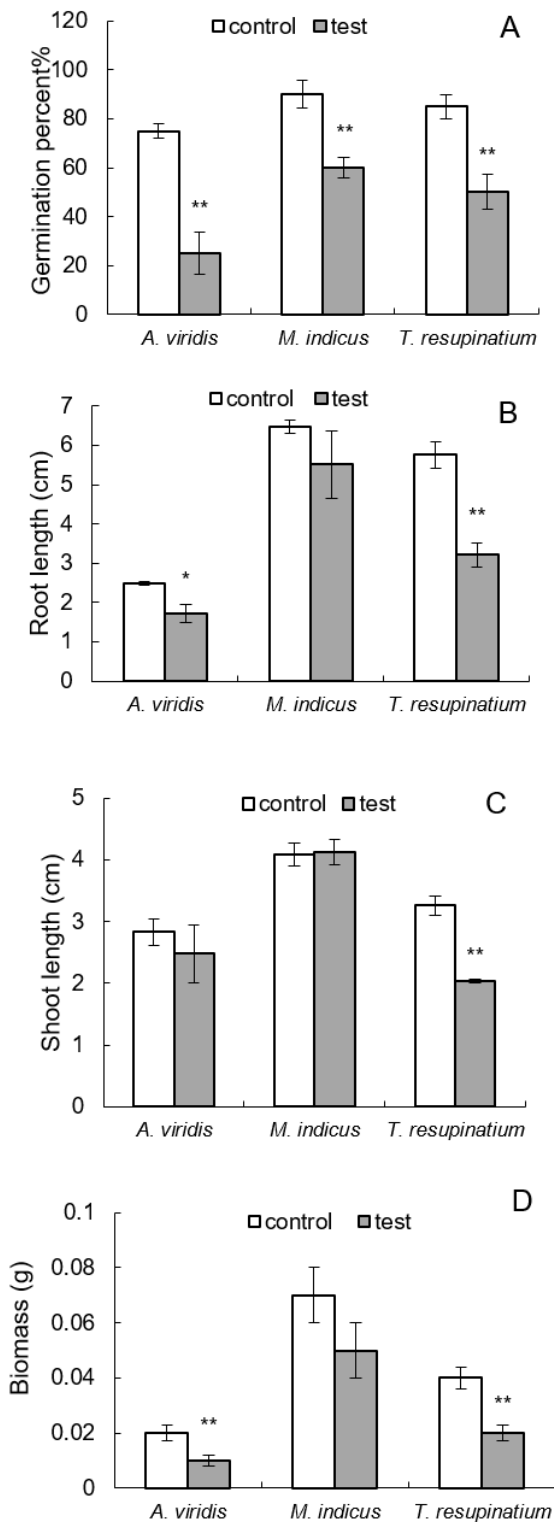 control test
A
Germination percent%
120
100
80
60
40
20
0
**
**
**
A. viridis M. indicus T. resupinatium
control test
B
Root length (cm)
7
6
5
4
3
2
1
0
*
**
A. viridis M. indicus T. resupinatium
control test
C
Shoot length (cm)
5
4
3
2
1
0
**
A. viridis M. indicus T. resupinatium
control test
D
Biomass (g)
0.1
0.08
0.06
0.04
0.02
0
**
**
A. viridis M. indicus T. resupinatium